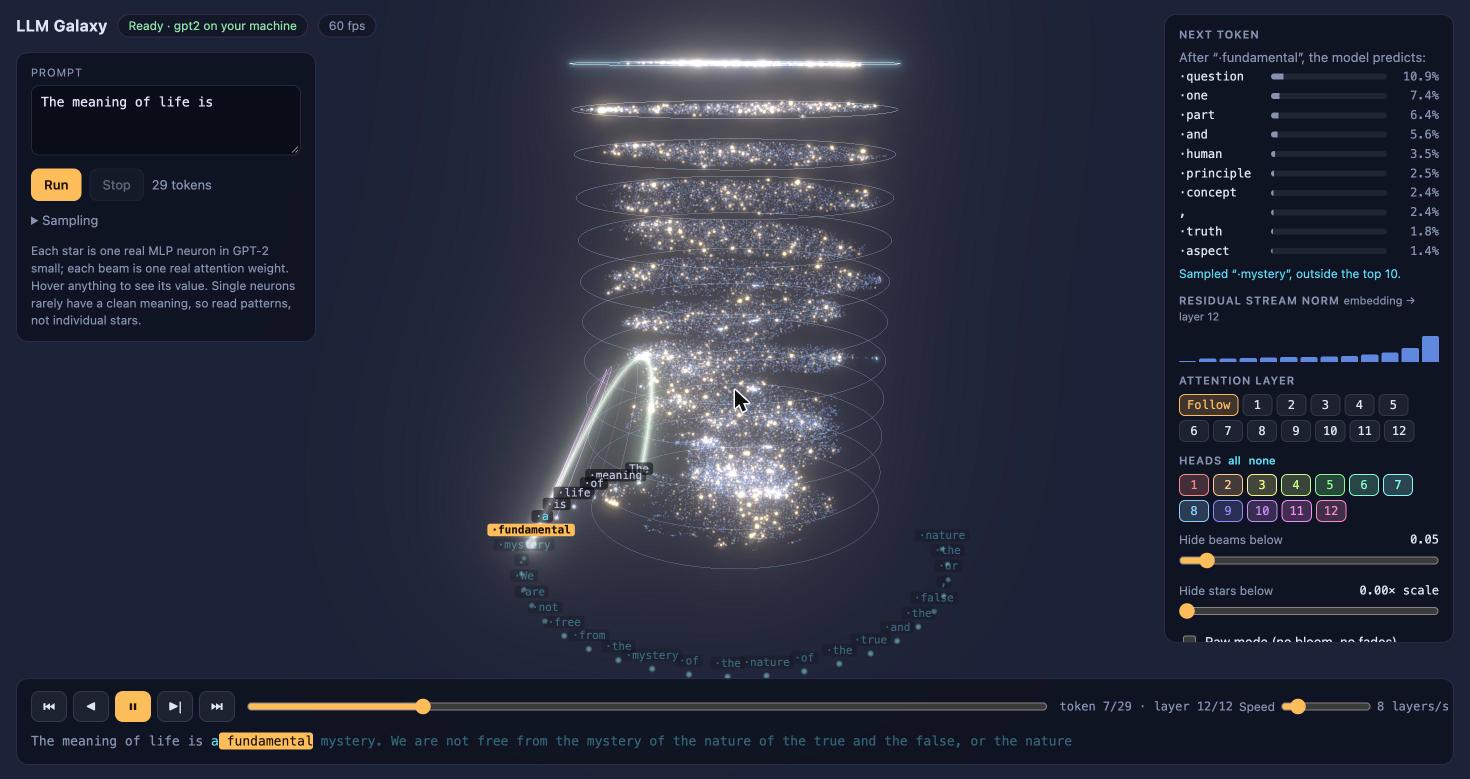 LLM Galaxy
Ready · gpt2 on your machine
60 fps
PROMPT
The meaning of life is
Run
Stop
29 tokens
Sampling
Each star is one real MLP neuron in GPT-2
small; each beam is one real attention weight.
Hover anything to see its value. Single neurons
rarely have a clean meaning, so read patterns,
not individual stars.
The
·meaning
·of
·life
·is
·a
·fundamental
·mystery
.
·We
·are
·not
·free
·from
·the
·mystery
·of
·the
·nature
·of
·the
·true
·and
·the
·false
,
·or
·the
·nature
NEXT TOKEN
After “·fundamental”, the model predicts:
·question 10.9%
·one 7.4%
·part 6.4%
·and 5.6%
·human 3.5%
·principle 2.5%
·concept 2.4%
, 2.4%
·truth 1.8%
·aspect 1.4%
Sampled “·mystery”, outside the top 10.
RESIDUAL STREAM NORM embedding →
layer 12
ATTENTION LAYER
Follow 1 2 3 4 5
6 7 8 9 10 11 12
HEADS all none
1 2 3 4 5 6 7
8 9 10 11 12
Hide beams below 0.05
Hide stars below 0.00× scale
Raw mode (no bloom, no fades)
token 7/29 · layer 12/12 Speed 8 layers/s
The meaning of life is a fundamental mystery. We are not free from the mystery of the nature of the true and the false, or the nature